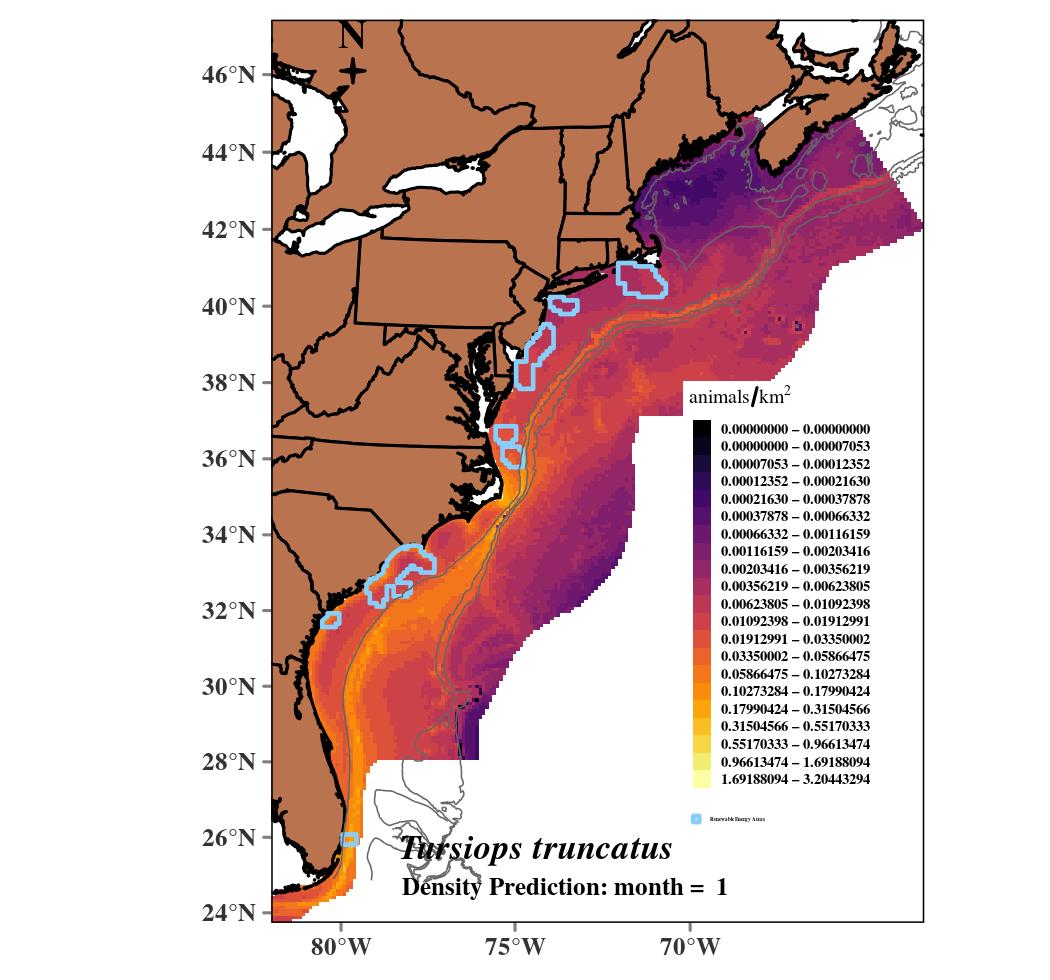 N
46°N
44°N
42°N
40°N
38°N
36°N
34°N
32°N
30°N
28°N
26°N
24°N
80°W
75°W
70°W
animals/km²
0.00000000 – 0.00000000
0.00000000 – 0.00007053
0.00007053 – 0.00012352
0.00012352 – 0.00021630
0.00021630 – 0.00037878
0.00037878 – 0.00066332
0.00066332 – 0.00116159
0.00116159 – 0.00203416
0.00203416 – 0.00356219
0.00356219 – 0.00623805
0.00623805 – 0.01092398
0.01092398 – 0.01912991
0.01912991 – 0.03350002
0.03350002 – 0.05866475
0.05866475 – 0.10273284
0.10273284 – 0.17990424
0.17990424 – 0.31504566
0.31504566 – 0.55170333
0.55170333 – 0.96613474
0.96613474 – 1.69188094
1.69188094 – 3.20443294
Renewable Energy Areas
Tursiops truncatus
Density Prediction: month = 1